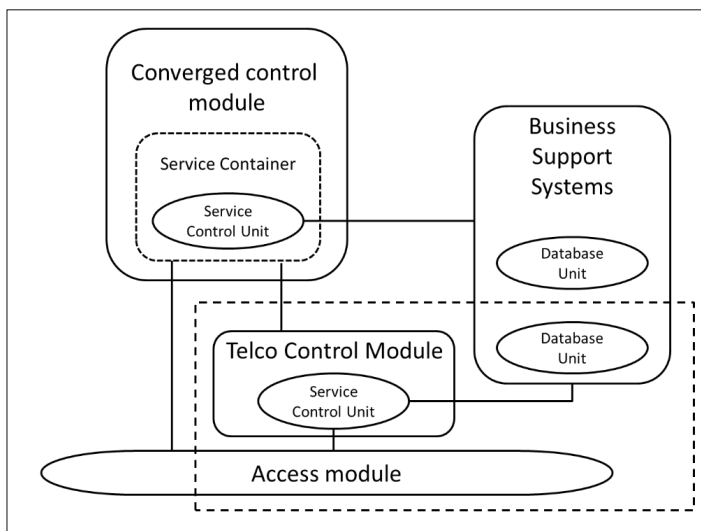 Converged control
module
Service Container
Service
Control Unit
Business
Support
Systems
Database
Unit
Database
Unit
Telco Control Module
Service
Control Unit
Access module